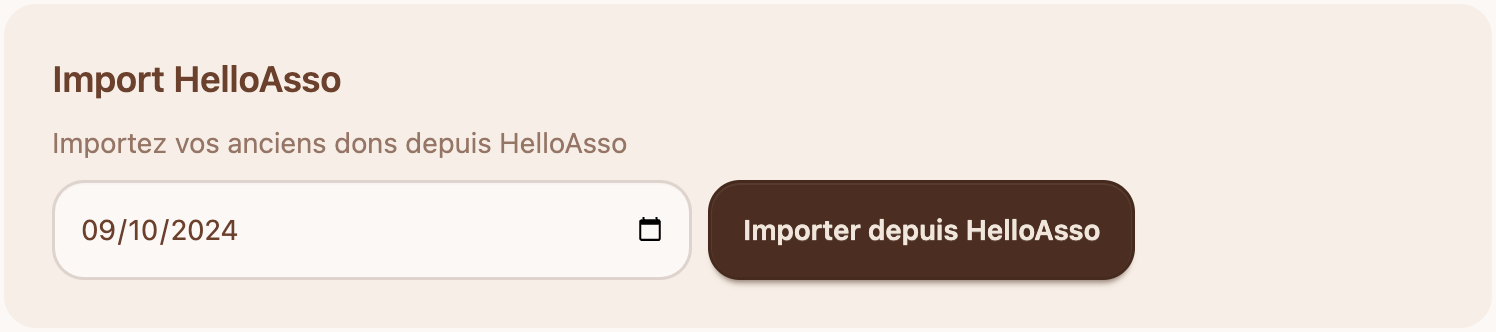 Import HelloAsso
Importez vos anciens dons depuis HelloAsso
09/10/2024
Importer depuis HelloAsso